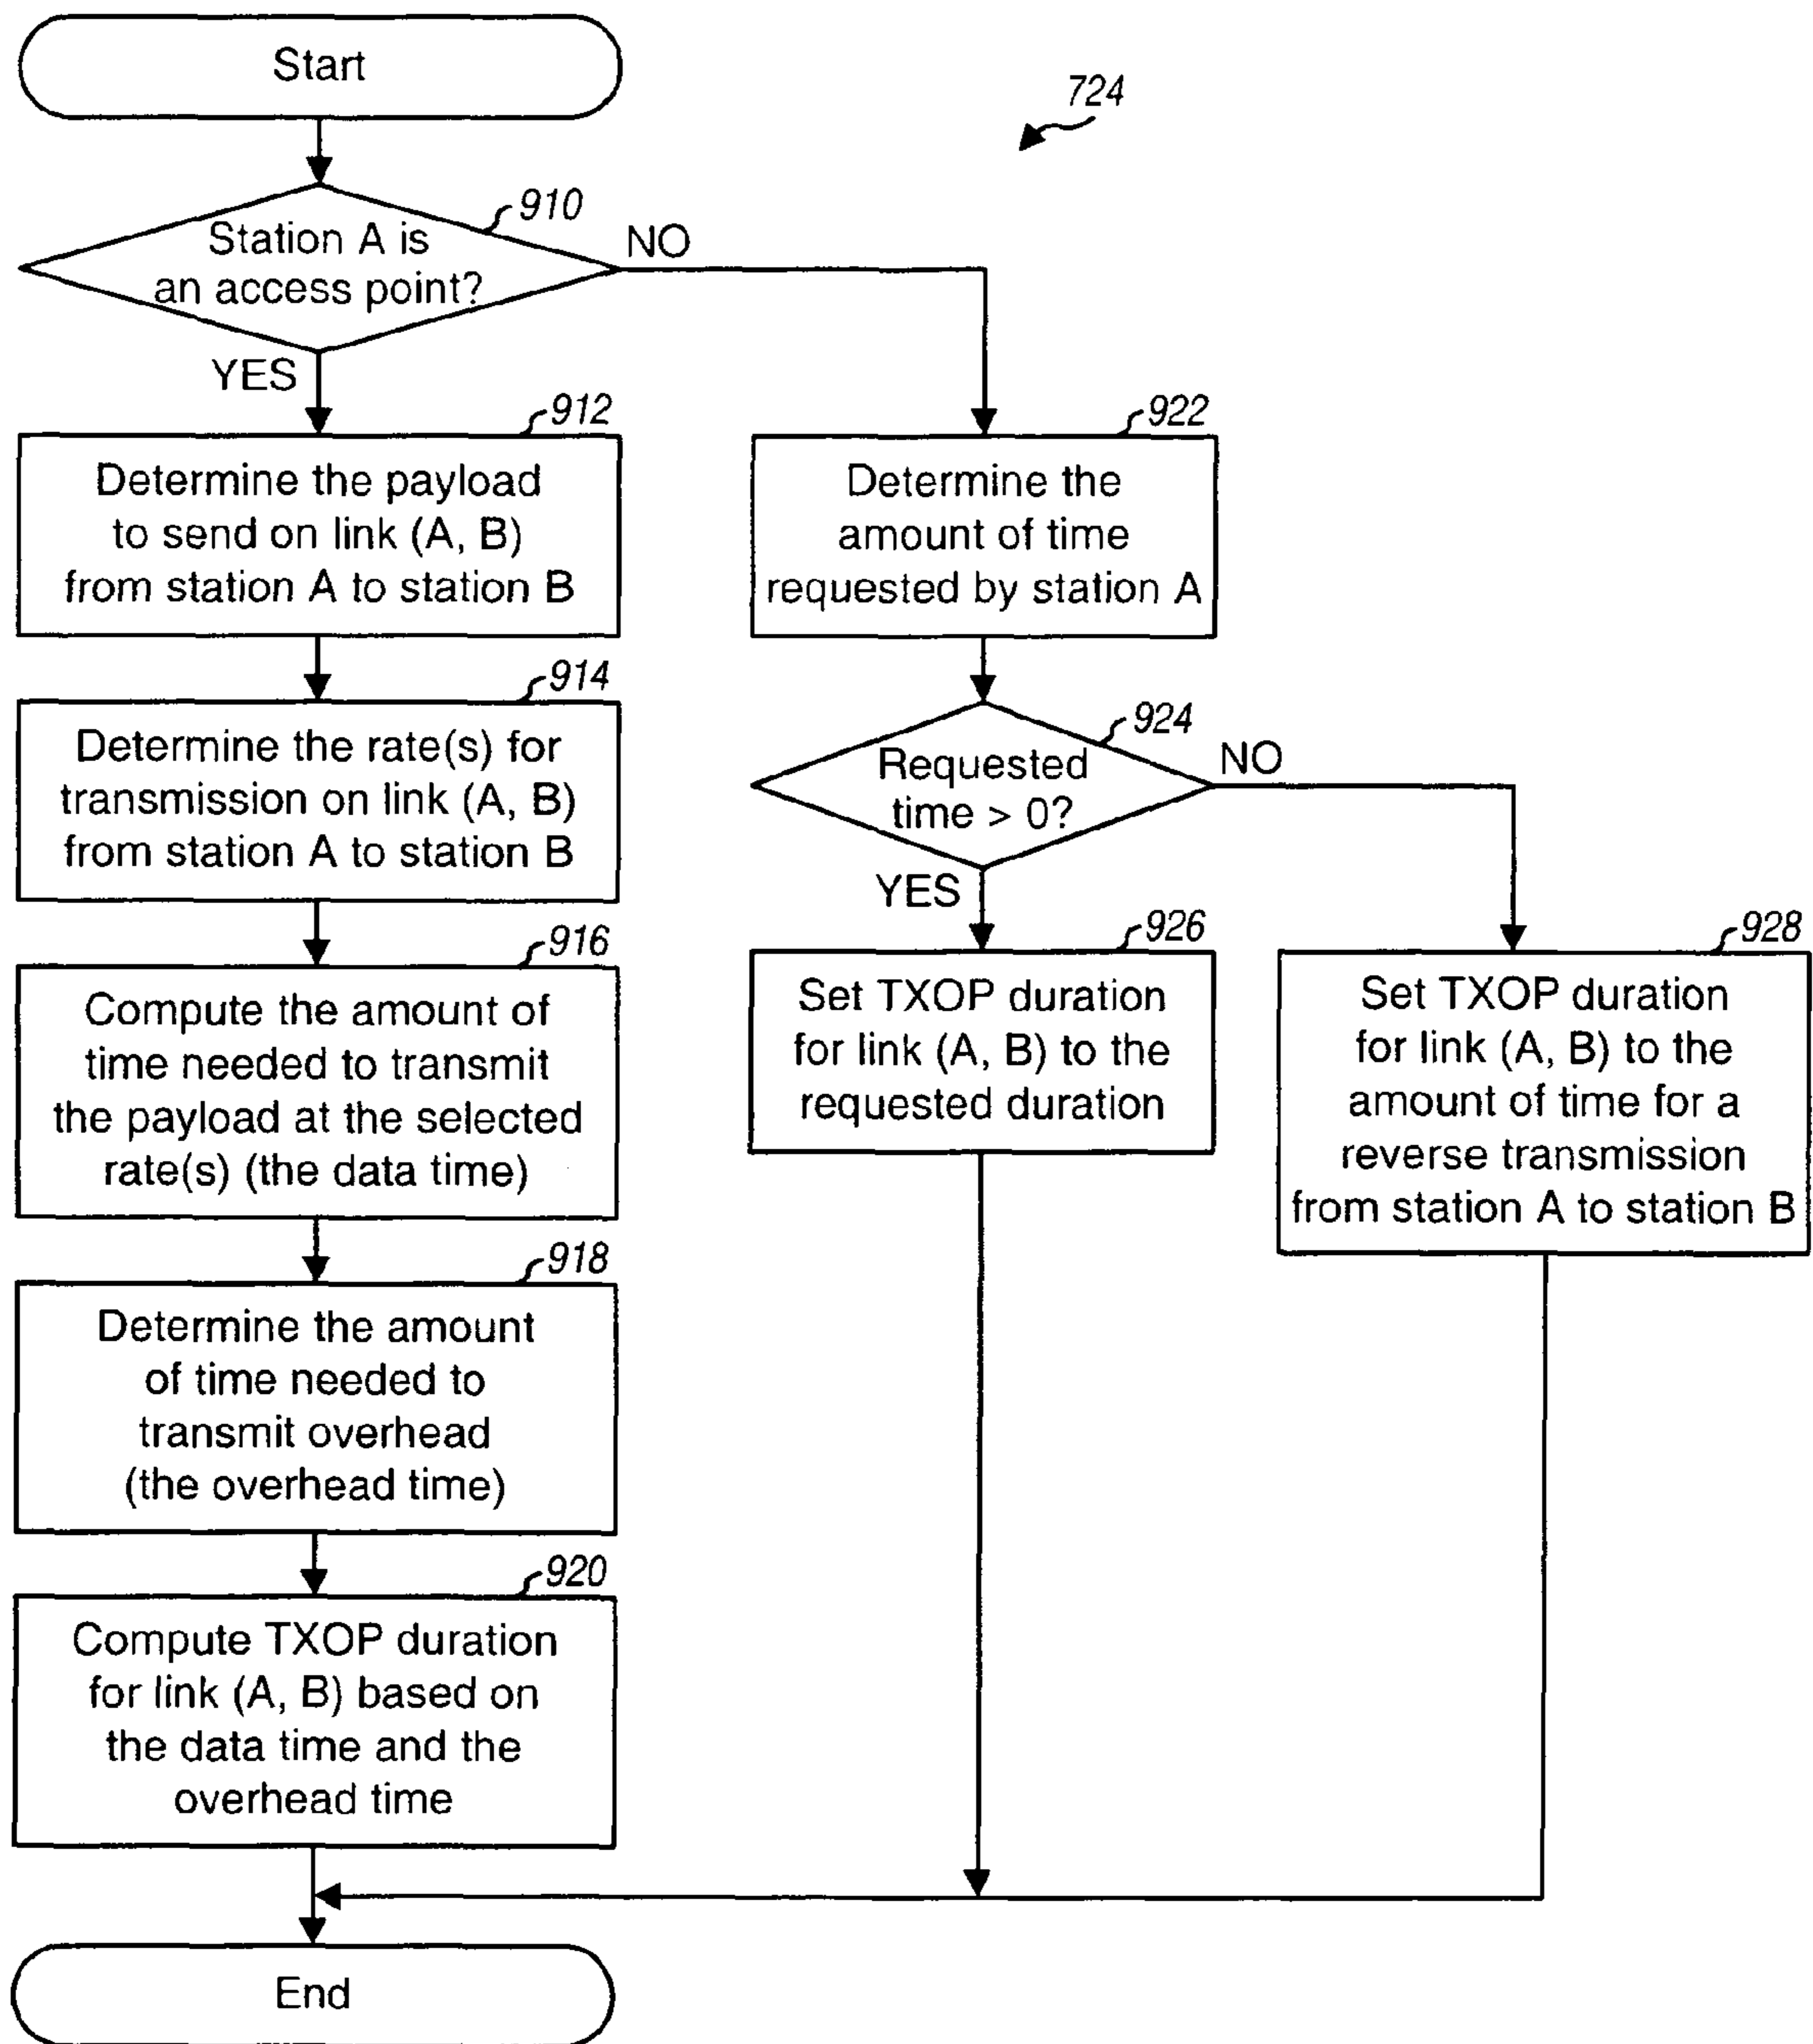 Start
724
910
Station A is
an access point?
NO
YES
912
Determine the payload
to send on link (A, B)
from station A to station B
914
Determine the rate(s) for
transmission on link (A, B)
from station A to station B
916
Compute the amount of
time needed to transmit
the payload at the selected
rate(s) (the data time)
918
Determine the amount
of time needed to
transmit overhead
(the overhead time)
920
Compute TXOP duration
for link (A, B) based on
the data time and the
overhead time
922
Determine the
amount of time
requested by station A
924
Requested
time > 0?
NO
YES
926
Set TXOP duration
for link (A, B) to the
requested duration
928
Set TXOP duration
for link (A, B) to the
amount of time for a
reverse transmission
from station A to station B
End